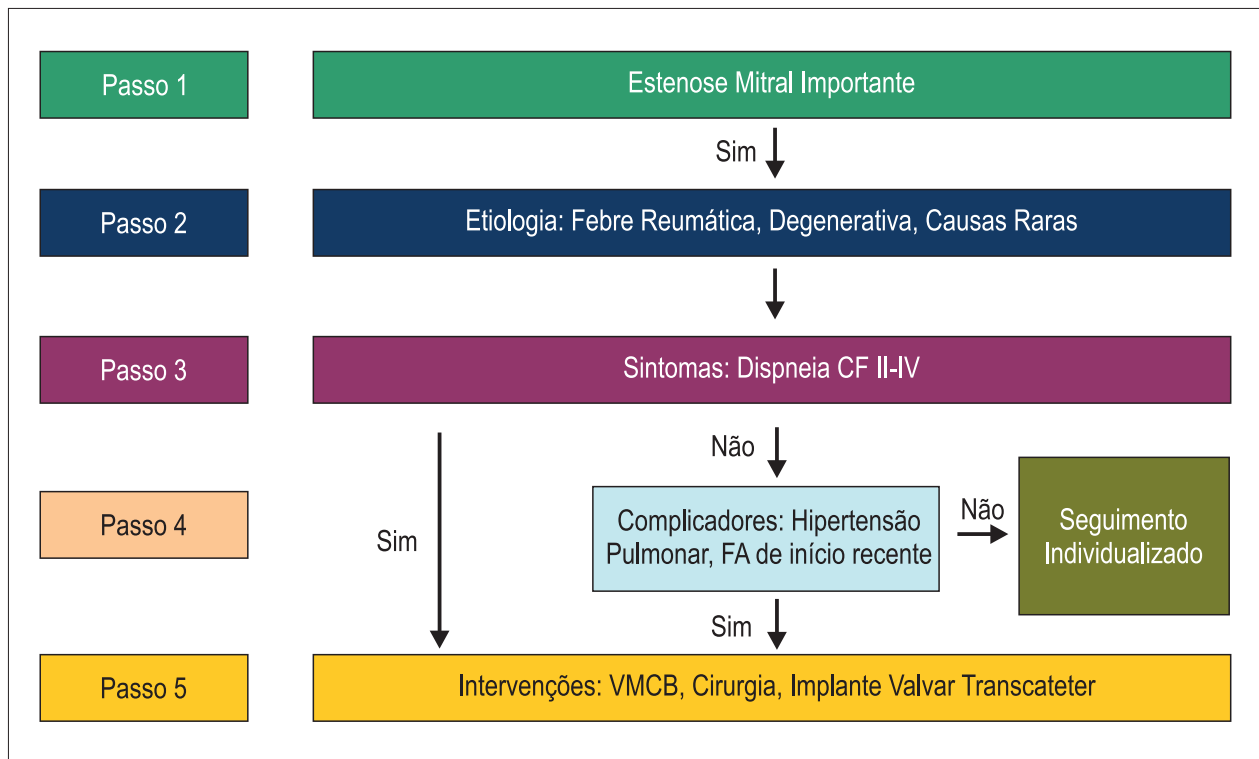 Passo 1
Estenose Mitral Importante
Sim
Passo 2
Etiologia: Febre Reumática, Degenerativa, Causas Raras
Passo 3
Sintomas: Dispneia CF II-IV
Não
Sim
Passo 4
Complicadores: Hipertensão
Pulmonar, FA de início recente
Não
Seguimento
Individualizado
Sim
Passo 5
Intervenções: VMCB, Cirurgia, Implante Valvar Transcateter